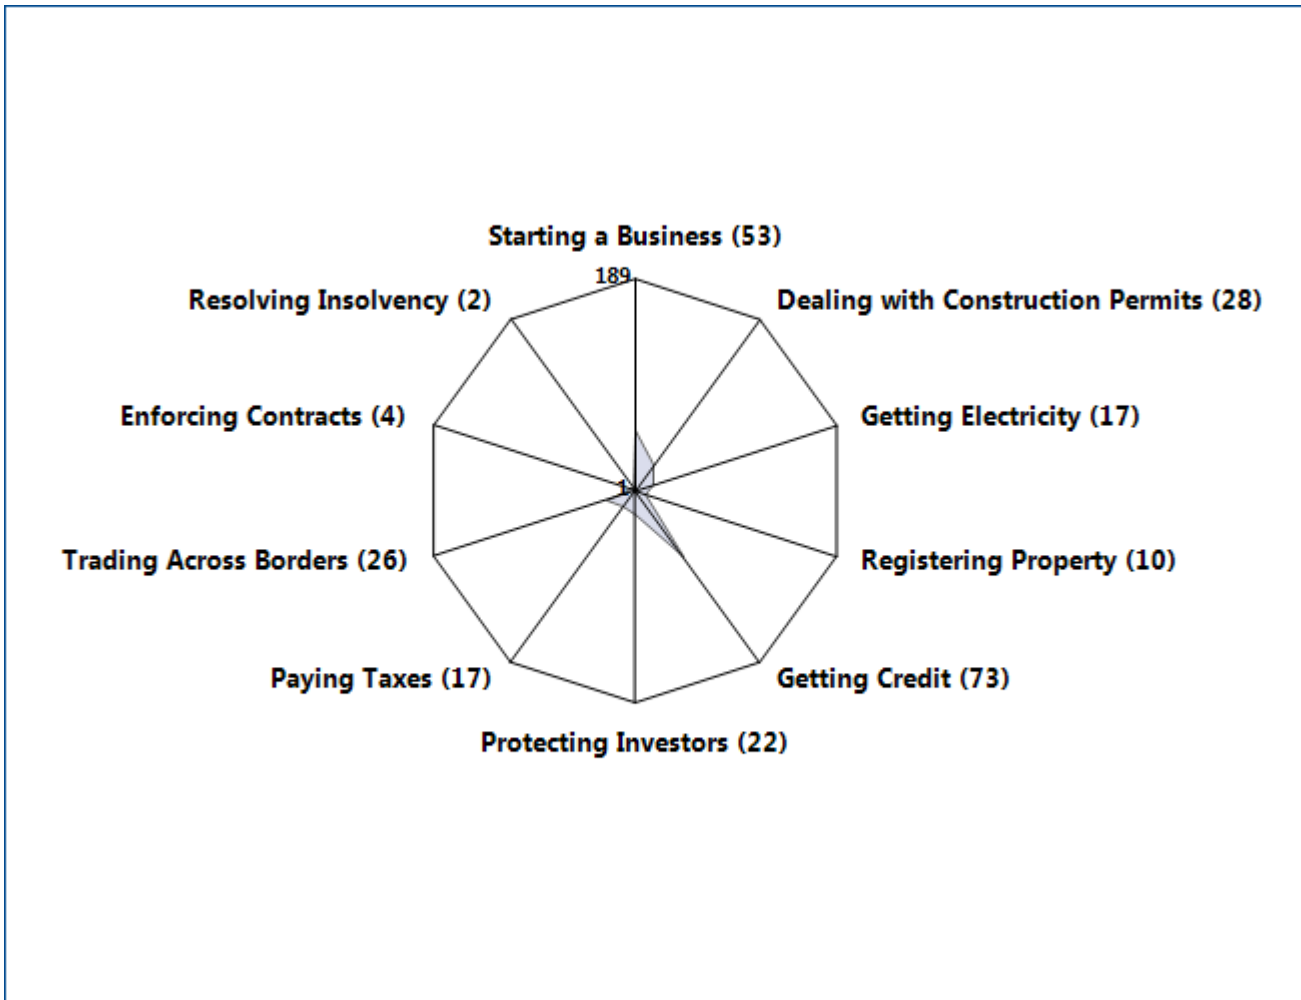 Starting a Business (53)
189
Resolving Insolvency (2)
Dealing with Construction Permits (28)
Enforcing Contracts (4)
Getting Electricity (17)
1
Trading Across Borders (26)
Registering Property (10)
Paying Taxes (17)
Getting Credit (73)
Protecting Investors (22)